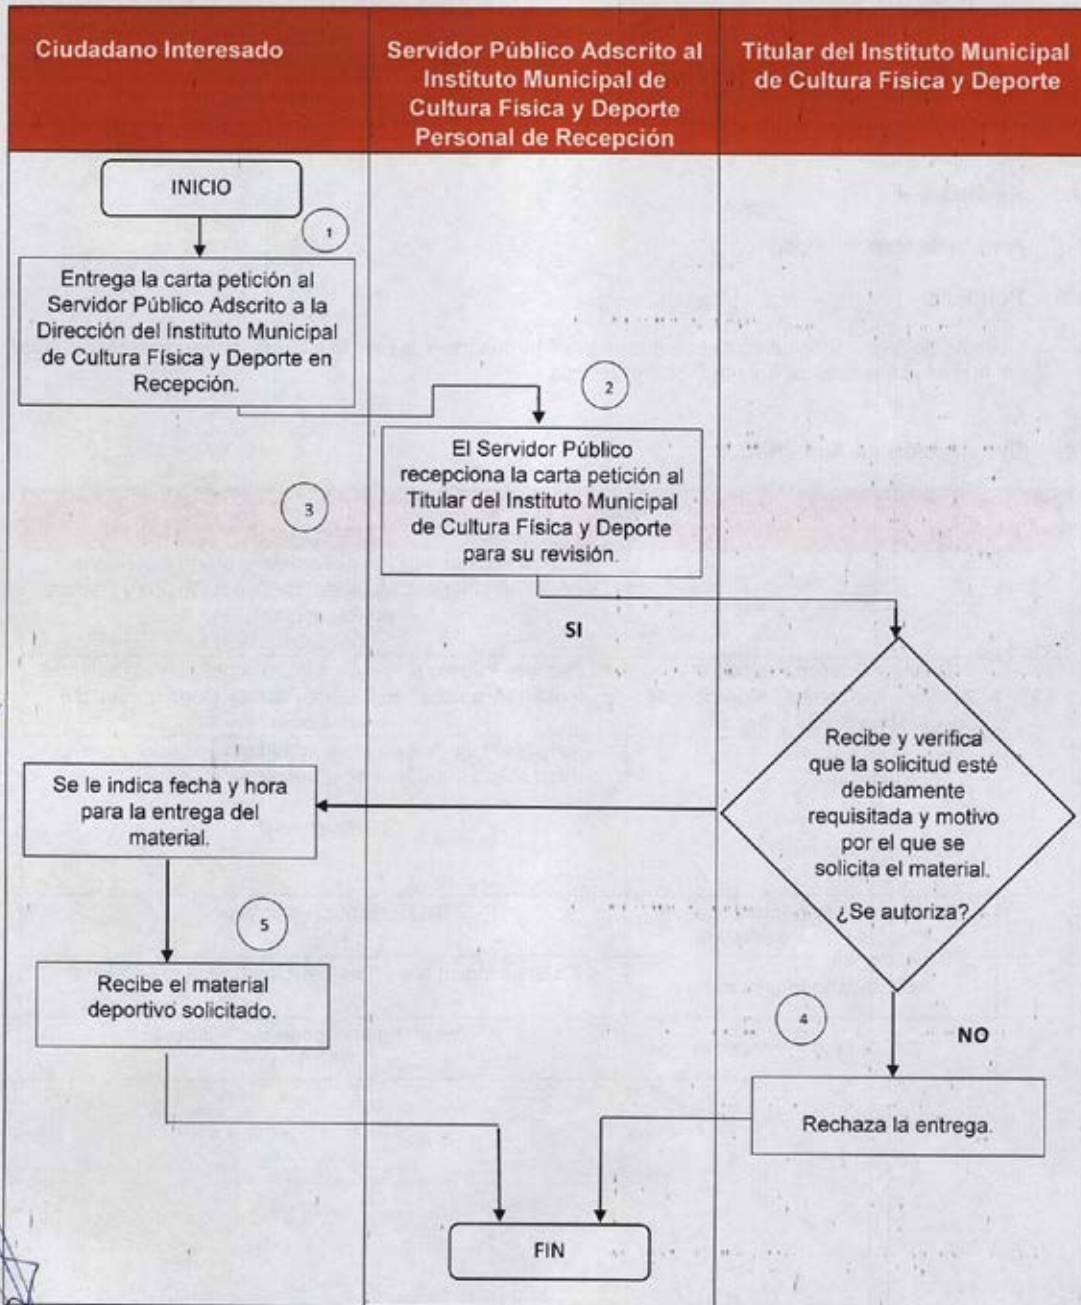 Ciudadano Interesado
Servidor Público Adscrito al
Instituto Municipal de
Cultura Física y Deporte
Personal de Recepción
Titular del Instituto Municipal
de Cultura Física y Deporte
INICIO
1
Entrega la carta petición al
Servidor Público Adscrito a la
Dirección del Instituto Municipal
de Cultura Física y Deporte en
Recepción.
2
El Servidor Público
recepciona la carta petición al
Titular del Instituto Municipal
de Cultura Física y Deporte
para su revisión.
3
SI
Recibe y verifica
que la solicitud esté
debidamente
requisitada y motivo
por el que se
solicita el material.
¿Se autoriza?
Se le indica fecha y hora
para la entrega del
material.
5
Recibe el material
deportivo solicitado.
4
NO
Rechaza la entrega.
FIN